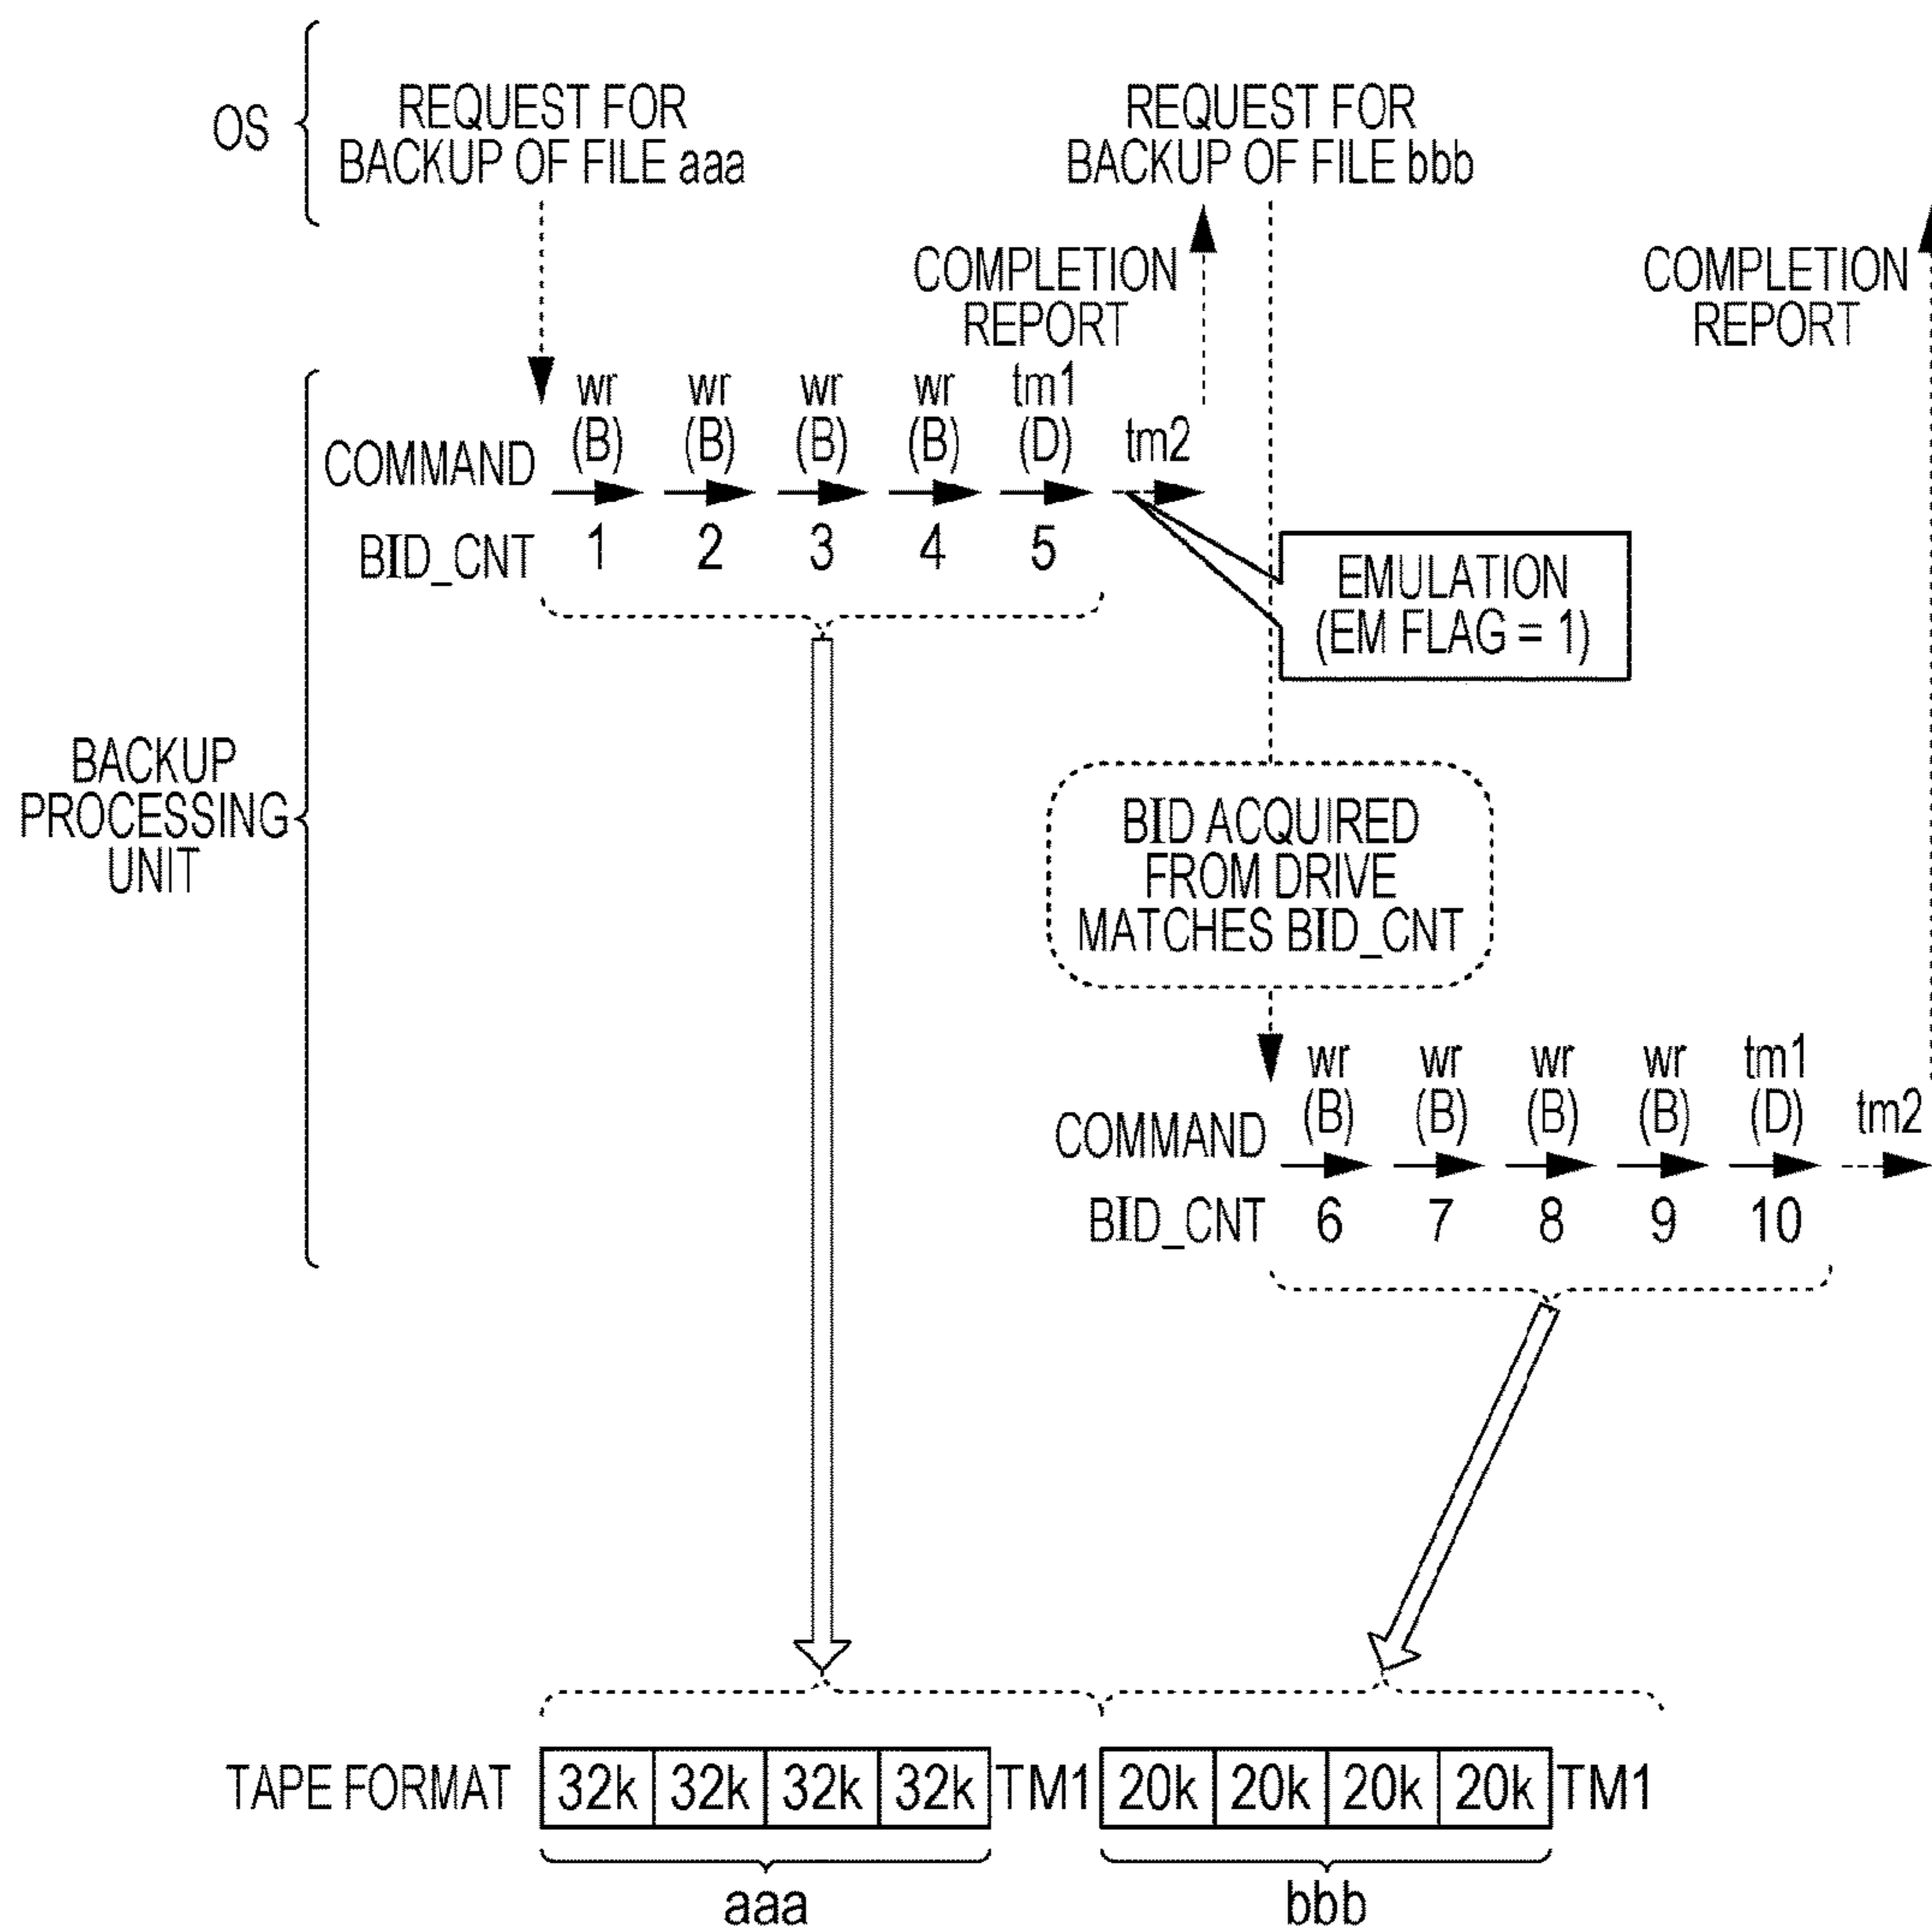 OS
REQUEST FOR
BACKUP OF FILE aaa
REQUEST FOR
BACKUP OF FILE bbb
COMPLETION
REPORT
COMPLETION
REPORT
BACKUP
PROCESSING
UNIT
wr wr wr wr tm1
(B) (B) (B) (B) (D) tm2
COMMAND
BID_CNT 1 2 3 4 5
EMULATION
(EM FLAG = 1)
BID ACQUIRED
FROM DRIVE
MATCHES BID_CNT
wr wr wr wr tm1
(B) (B) (B) (B) (D) tm2
COMMAND
BID_CNT 6 7 8 9 10
TAPE FORMAT 32k 32k 32k 32k TM1 20k 20k 20k 20k TM1
aaa bbb